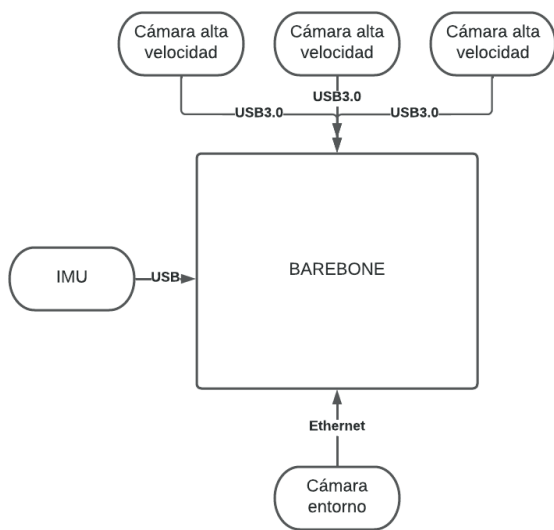 Cámara alta
velocidad
Cámara alta
velocidad
Cámara alta
velocidad
USB3.0
USB3.0
USB3.0
BAREBONE
IMU
USB
Ethernet
Cámara
entorno